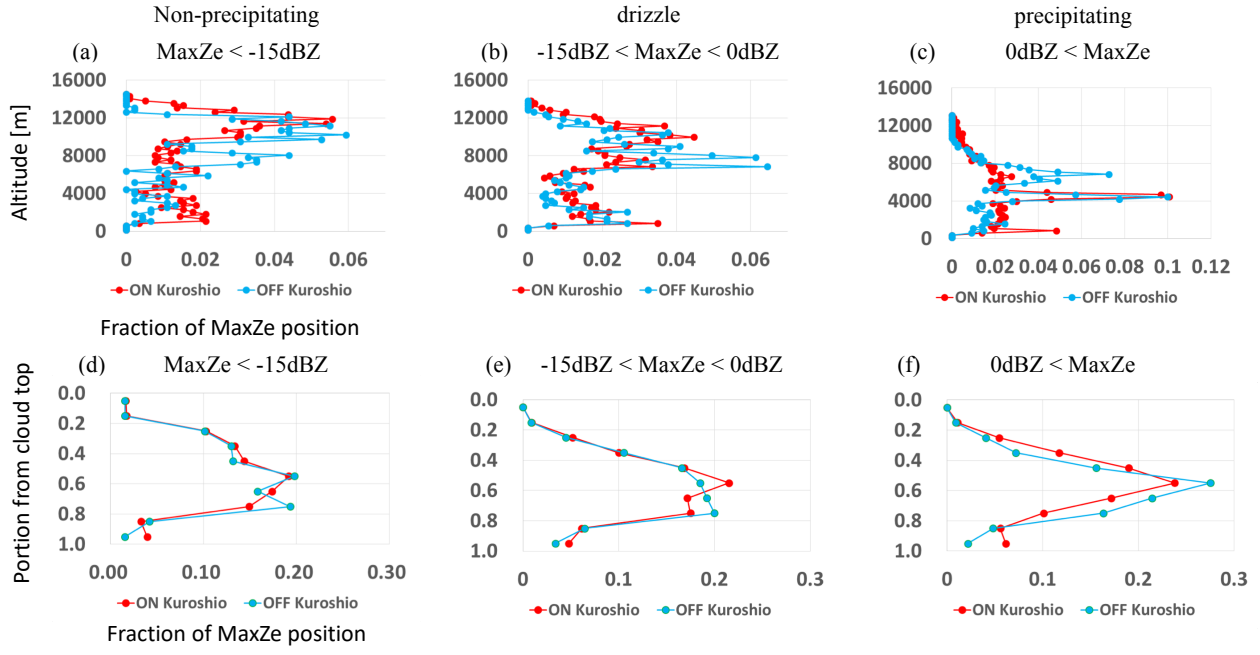 Non-precipitating
drizzle
precipitating
(a) MaxZe < -15dBZ
(b) -15dBZ < MaxZe < 0dBZ
(c) 0dBZ < MaxZe
Altitude [m]
16000
12000
8000
4000
0
0 0.02 0.04 0.06
ON Kuroshio OFF Kuroshio
16000
12000
8000
4000
0
0 0.02 0.04 0.06
ON Kuroshio OFF Kuroshio
16000
12000
8000
4000
0
0 0.02 0.04 0.06 0.08 0.1 0.12
ON Kuroshio OFF Kuroshio
Fraction of MaxZe position
(d) MaxZe < -15dBZ
(e) -15dBZ < MaxZe < 0dBZ
(f) 0dBZ < MaxZe
Portion from cloud top
0.0
0.2
0.4
0.6
0.8
1.0
0.00 0.10 0.20 0.30
ON Kuroshio OFF Kuroshio
0.0
0.2
0.4
0.6
0.8
1.0
0 0.1 0.2 0.3
ON Kuroshio OFF Kuroshio
0.0
0.2
0.4
0.6
0.8
1.0
0 0.1 0.2 0.3
ON Kuroshio OFF Kuroshio
Fraction of MaxZe position